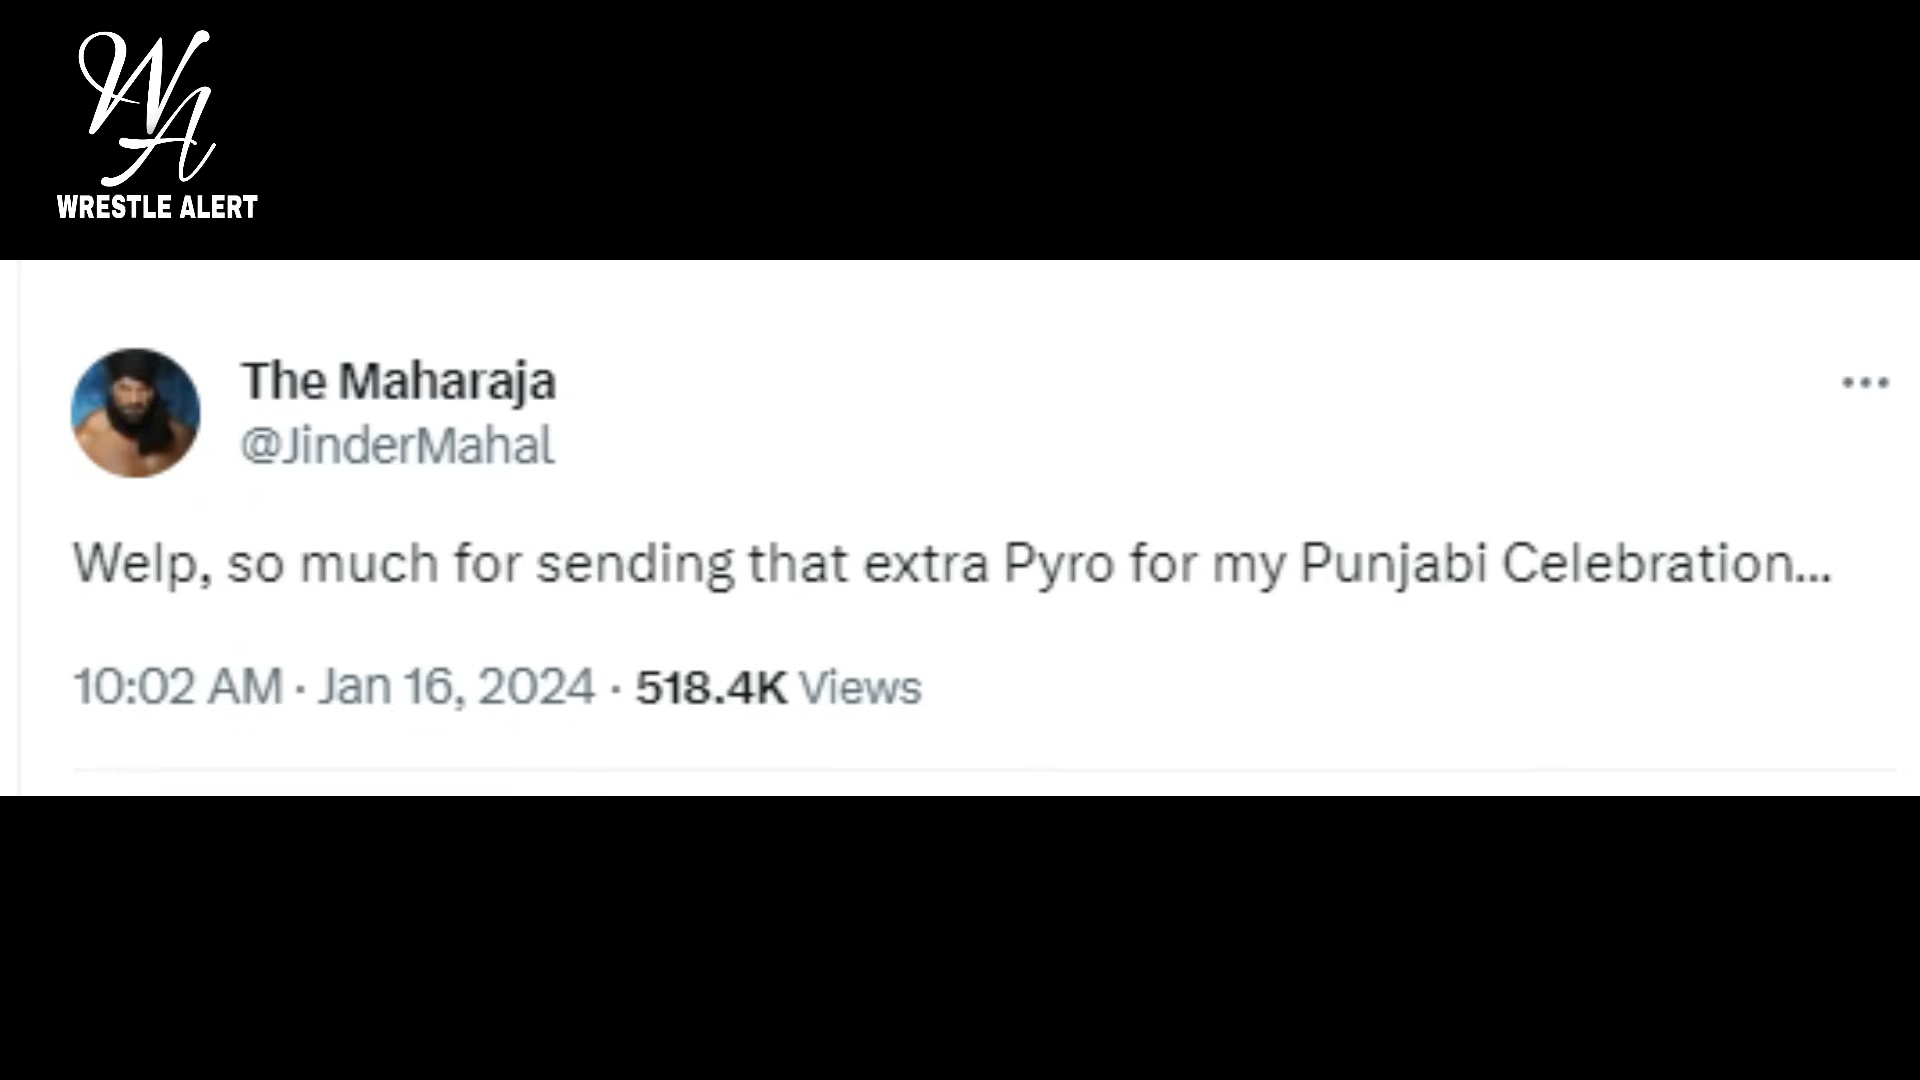 WA
WRESTLE ALERT
The Maharaja
@JinderMahal
Welp, so much for sending that extra Pyro for my Punjabi Celebration...
10:02 AM · Jan 16, 2024 · 518.4K Views